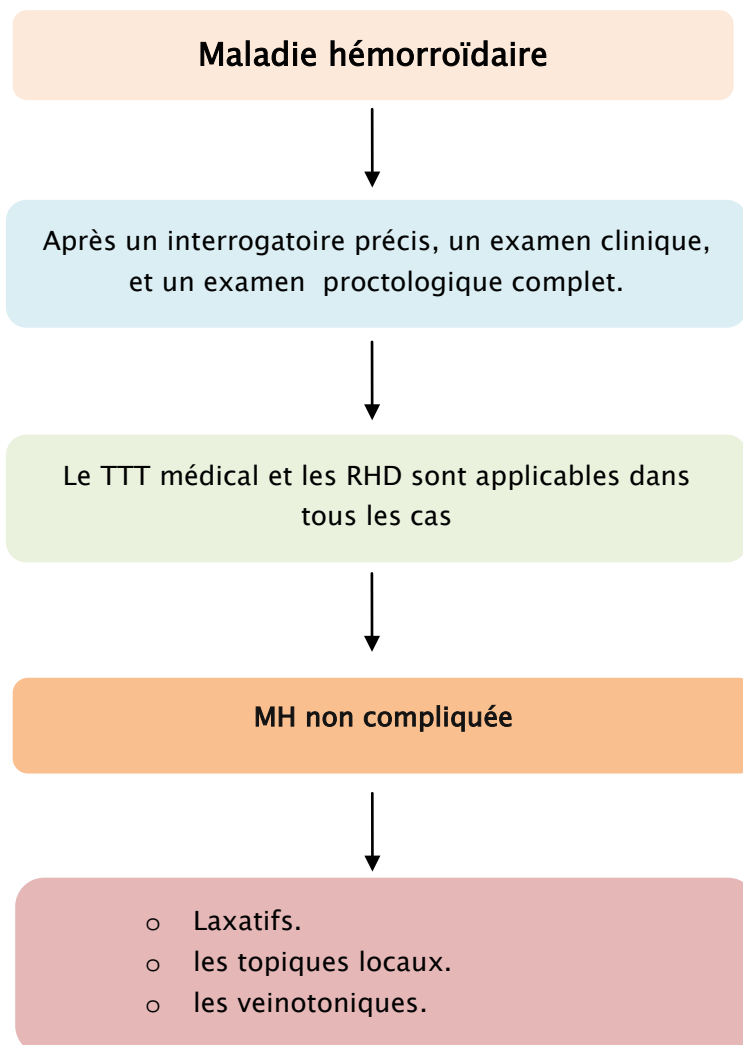 Maladie hémorroïdaire
Après un interrogatoire précis, un examen clinique,
et un examen proctologique complet.
Le TTT médical et les RHD sont applicables dans
tous les cas
MH non compliquée
o Laxatifs.
o les topiques locaux.
o les veinotoniques.